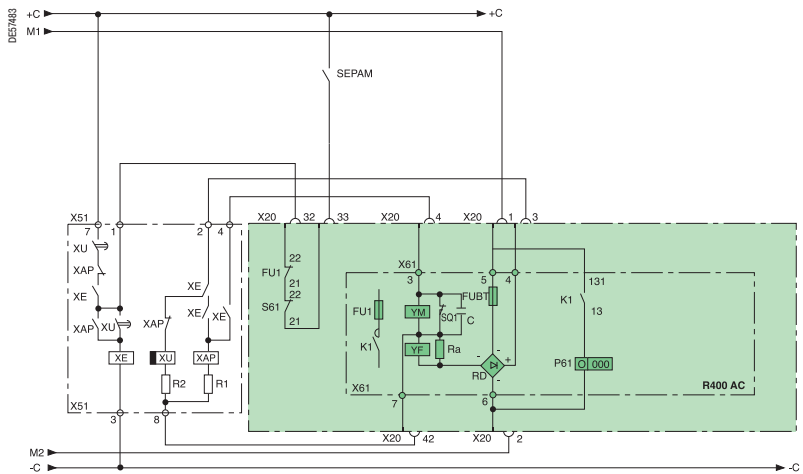 DE57483
+C
+C
M1
SEPAM
X51
X20
32
33
X20
4
X20
1
3
7
1
2
4
XU
XAP
XE
XAP
XU
XE
XE
XE
XAP
XE
XU
XAP
R2
R1
X51
3
8
22
FU1
21
22
S61
21
X61
3
5
4
FU1
K1
YM
SQ1
C
YF
Ra
FUBT
RD
-
+
-
-
131
K1
13
P61
000
X61
7
6
R400 AC
X20
42
X20
2
M2
-C
-C